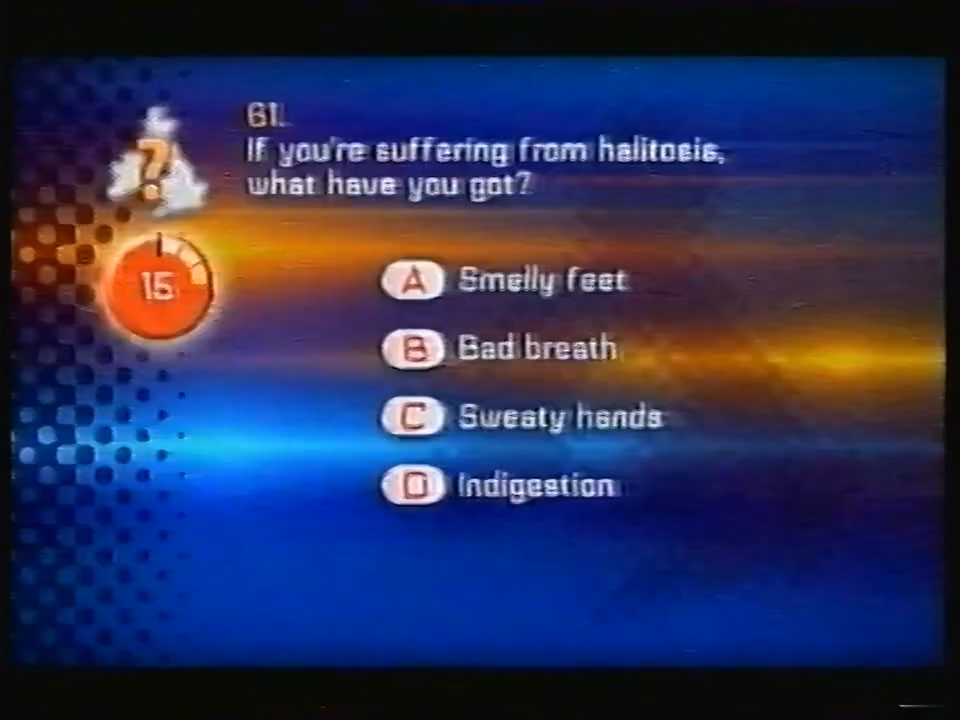 61.
If you're suffering from halitosis,
what have you got?
?
15
A Smelly feet
B Bad breath
C Sweaty hands
D Indigestion